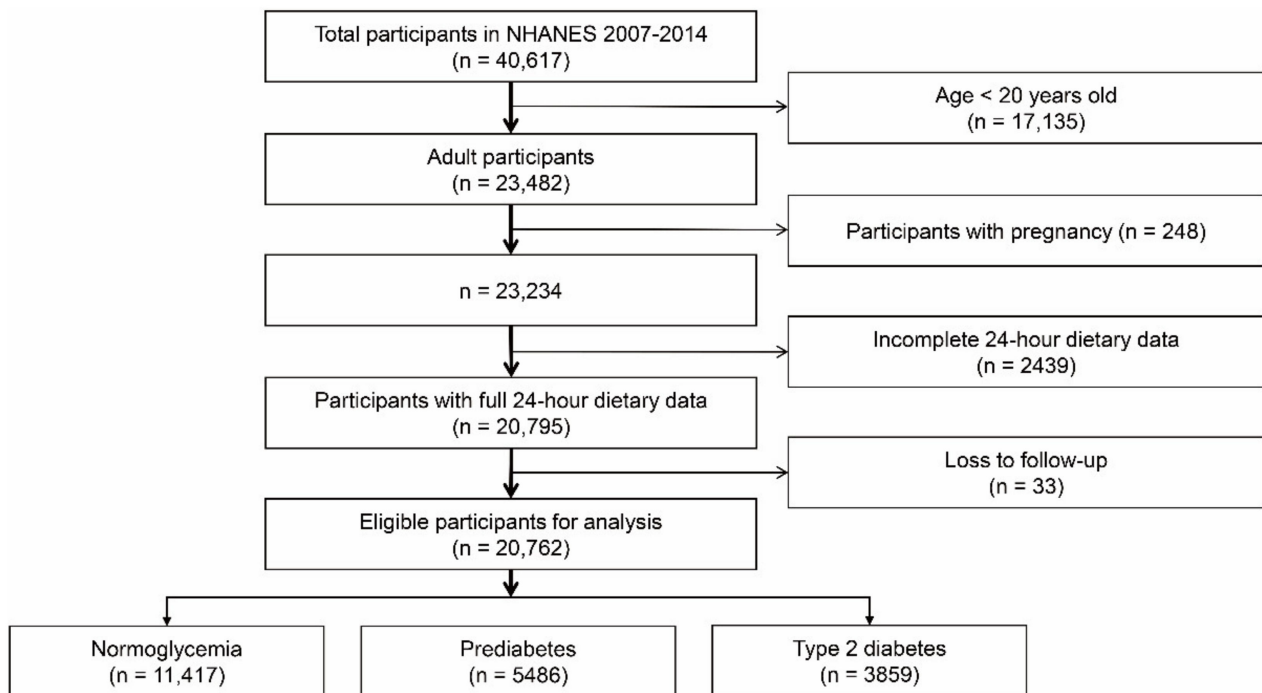 Total participants in NHANES 2007-2014
(n = 40,617)
Age < 20 years old
(n = 17,135)
Adult participants
(n = 23,482)
Participants with pregnancy (n = 248)
n = 23,234
Incomplete 24-hour dietary data
(n = 2439)
Participants with full 24-hour dietary data
(n = 20,795)
Loss to follow-up
(n = 33)
Eligible participants for analysis
(n = 20,762)
Normoglycemia
(n = 11,417)
Prediabetes
(n = 5486)
Type 2 diabetes
(n = 3859)